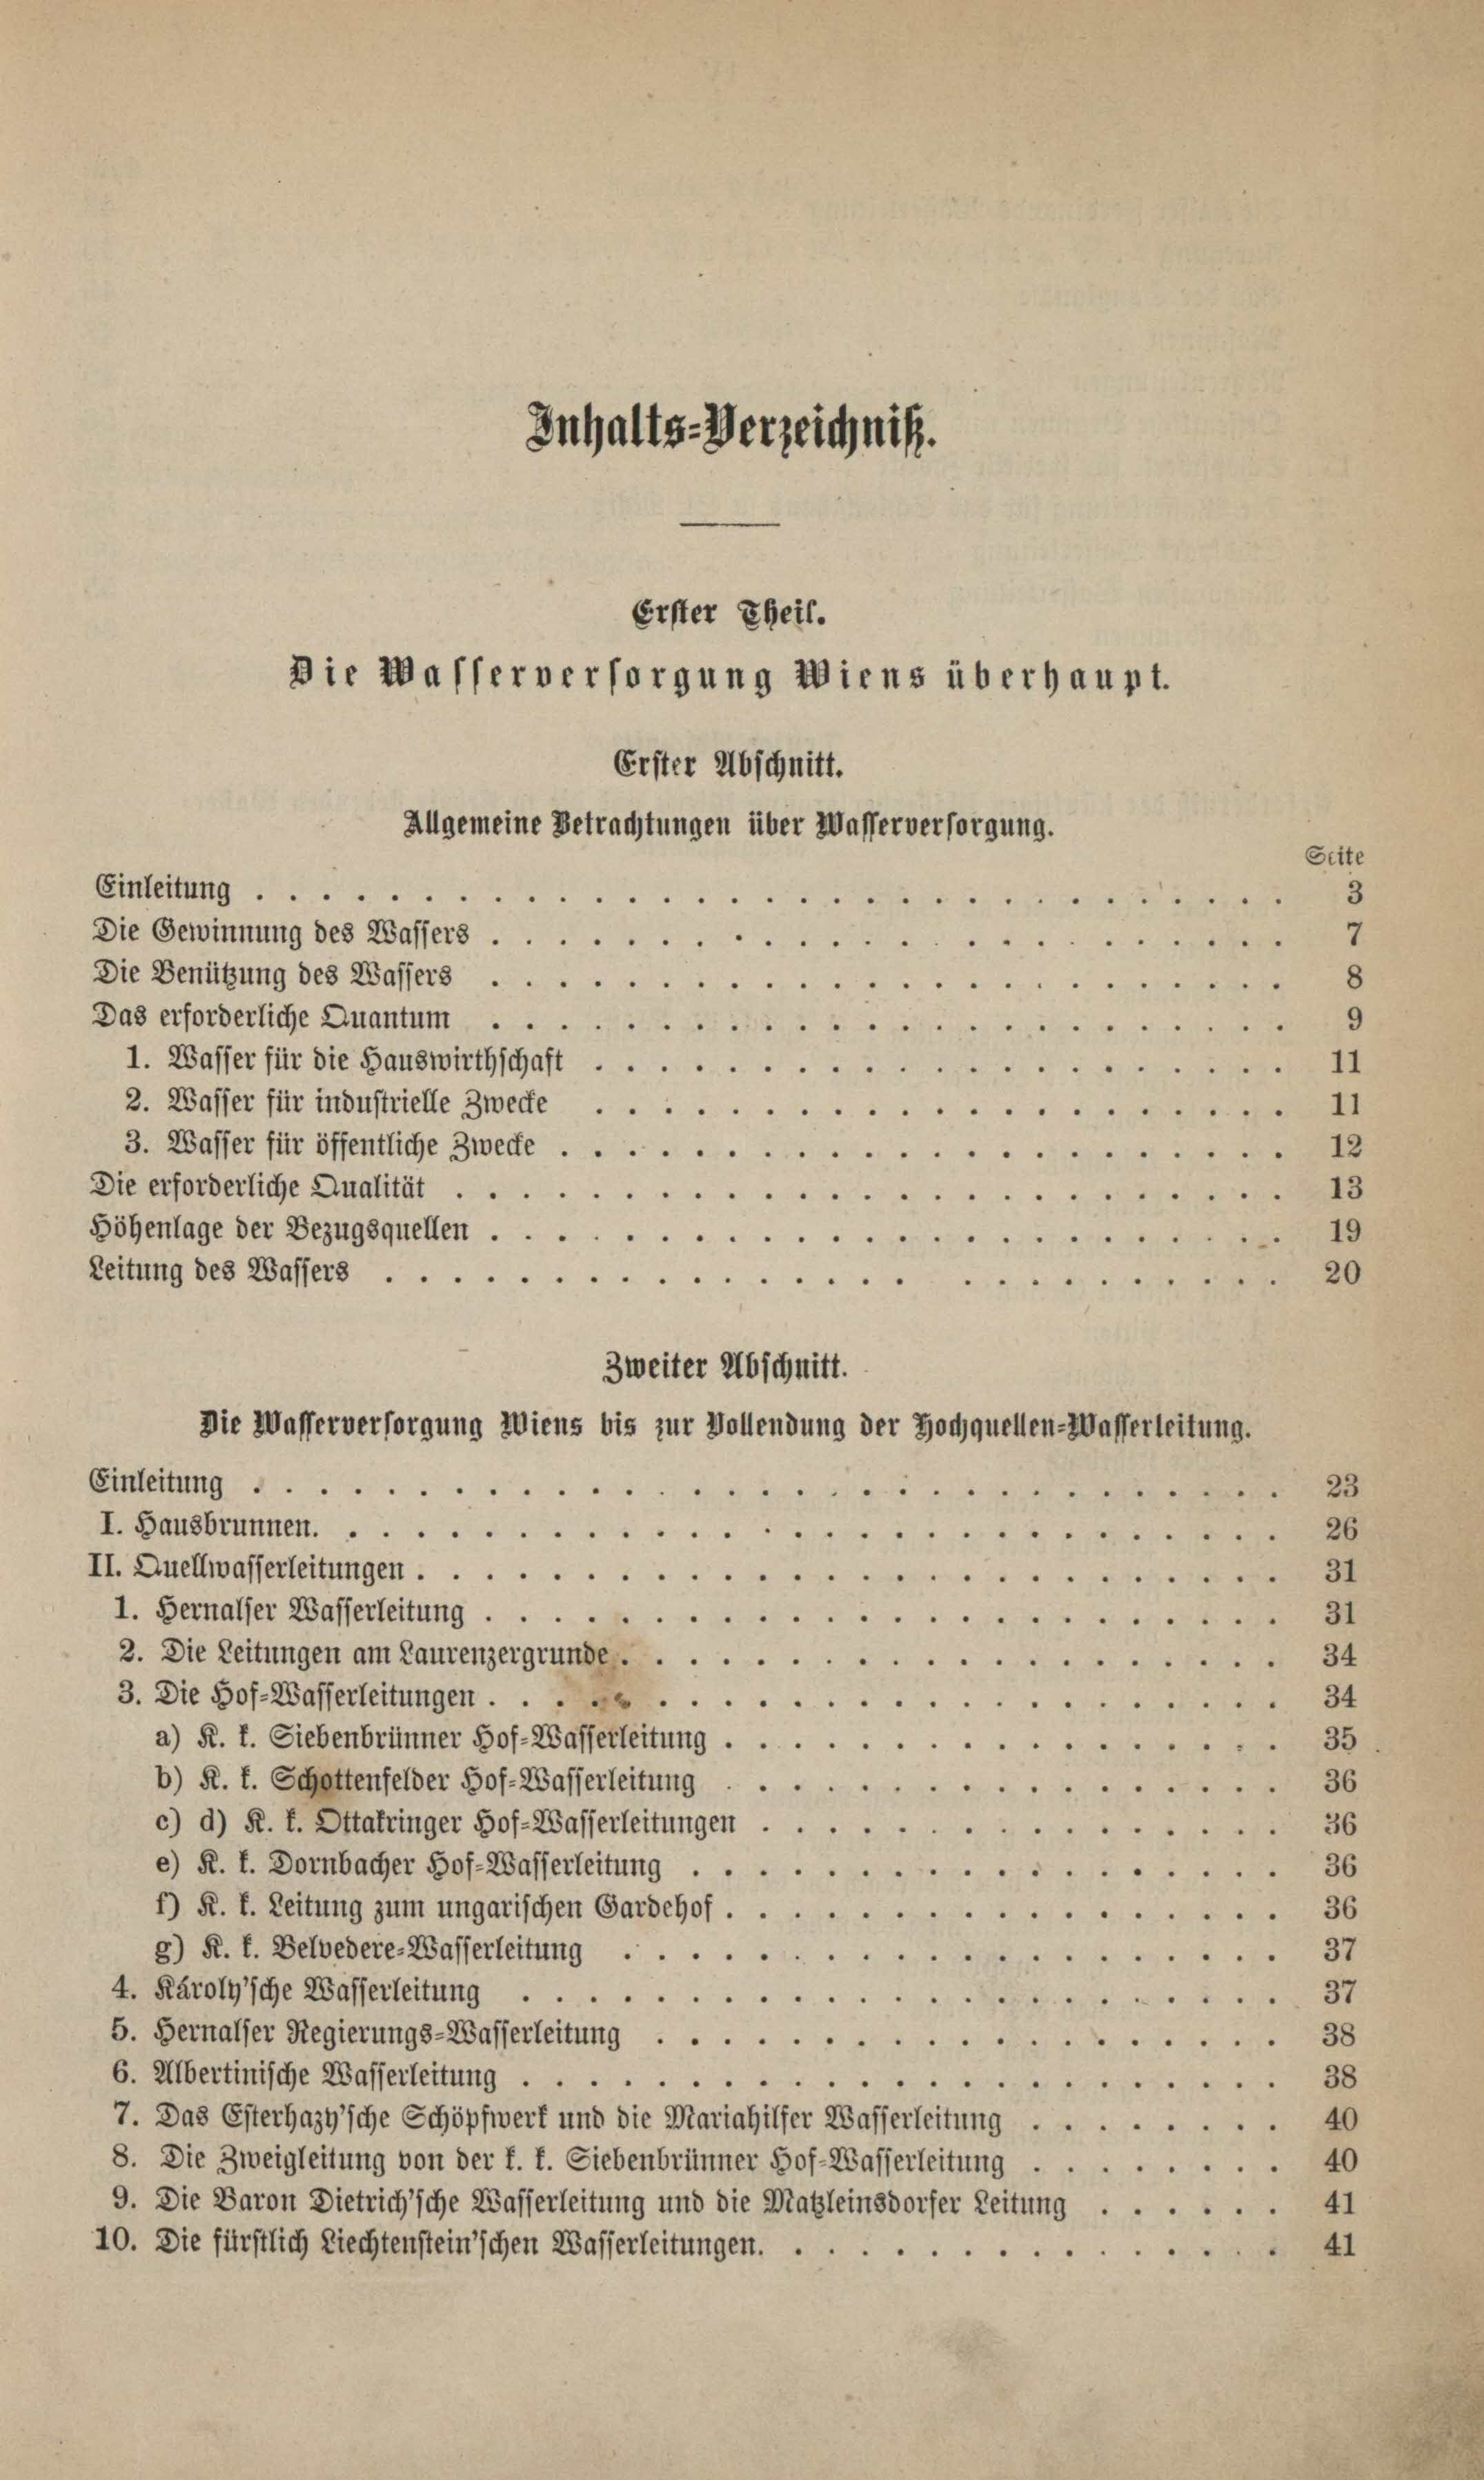 Inhalts-Verzeichniß.
Erster Theil.
Die Wasserversorgung Wiens überhaupt.
Erster Abschnitt.
Allgemeine Betrachtungen über Wasserversorgung.
Seite
Einleitung . . . . . . . . . . 3
Die Gewinnung des Wassers . . . . . . . . . . 7
Die Benützung des Wassers . . . . . . . . . . 8
Das erforderliche Quantum . . . . . . . . . . 9
1. Wasser für die Hauswirthschaft . . . . . . . . . . 11
2. Wasser für industrielle Zwecke . . . . . . . . . . 11
3. Wasser für öffentliche Zwecke . . . . . . . . . . 12
Die erforderliche Qualität . . . . . . . . . . 13
Höhenlage der Bezugsquellen . . . . . . . . . . 19
Leitung des Wassers . . . . . . . . . . 20
Zweiter Abschnitt.
Die Wasserversorgung Wiens bis zur Vollendung der Hochquellen-Wasserleitung.
Einleitung . . . . . . . . . . 23
I. Hausbrunnen. . . . . . . . . . . 26
II. Quellwasserleitungen . . . . . . . . . . 31
1. Hernalser Wasserleitung . . . . . . . . . . 31
2. Die Leitungen am Laurenzergrunde . . . . . . . . . . 34
3. Die Hof-Wasserleitungen . . . . . . . . . . 34
a) K. k. Siebenbrünner Hof-Wasserleitung . . . . . . . . . . 35
b) K. k. Schottenfelder Hof-Wasserleitung . . . . . . . . . . 36
c) d) K. k. Ottakringer Hof-Wasserleitungen . . . . . . . . . . 36
e) K. k. Dornbacher Hof-Wasserleitung . . . . . . . . . . 36
f) K. k. Leitung zum ungarischen Gardehof . . . . . . . . . . 36
g) K. k. Belvedere-Wasserleitung . . . . . . . . . . 37
4. Károly'sche Wasserleitung . . . . . . . . . . 37
5. Hernalser Regierungs-Wasserleitung . . . . . . . . . . 38
6. Albertinische Wasserleitung . . . . . . . . . . 38
7. Das Esterhazy'sche Schöpfwerk und die Mariahilfer Wasserleitung . . . . . . . . 40
8. Die Zweigleitung von der k. k. Siebenbrünner Hof-Wasserleitung . . . . . . . . 40
9. Die Baron Dietrich'sche Wasserleitung und die Matzleinsdorfer Leitung . . . . . . 41
10. Die fürstlich Liechtenstein'schen Wasserleitungen. . . . . . . . . . . 41